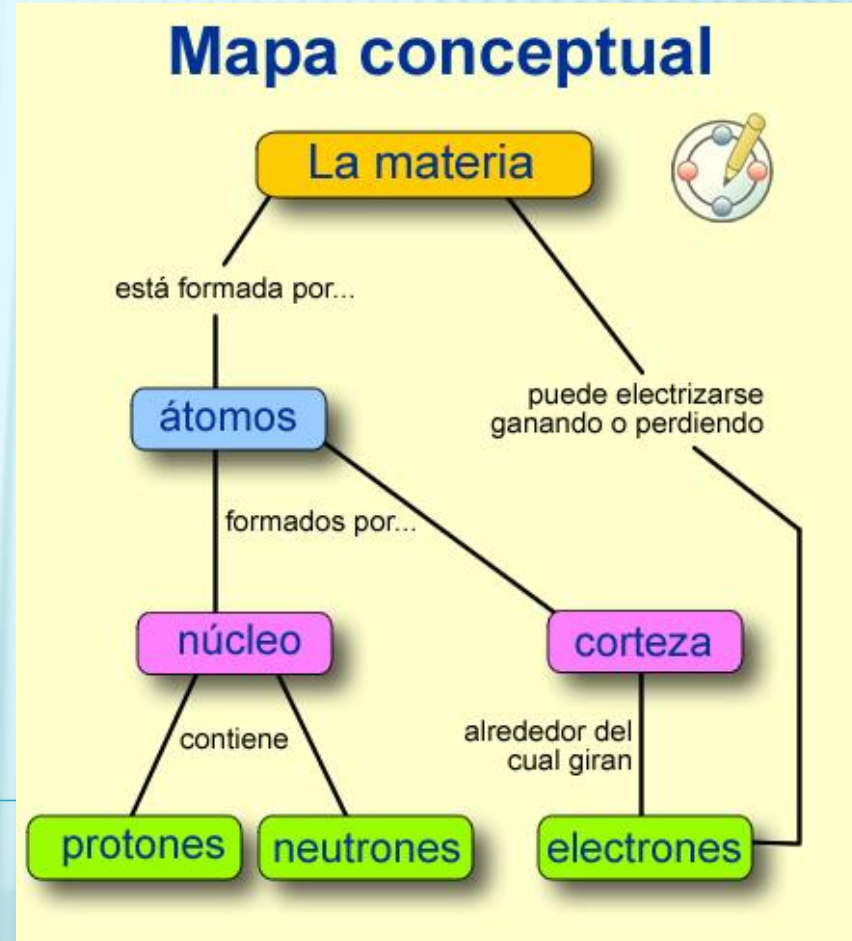 Mapa conceptual
La materia
está formada por...
puede electrizarse
ganando o perdiendo
átomos
formados por...
núcleo
corteza
contiene
alrededor del
cual giran
protones
neutrones
electrones